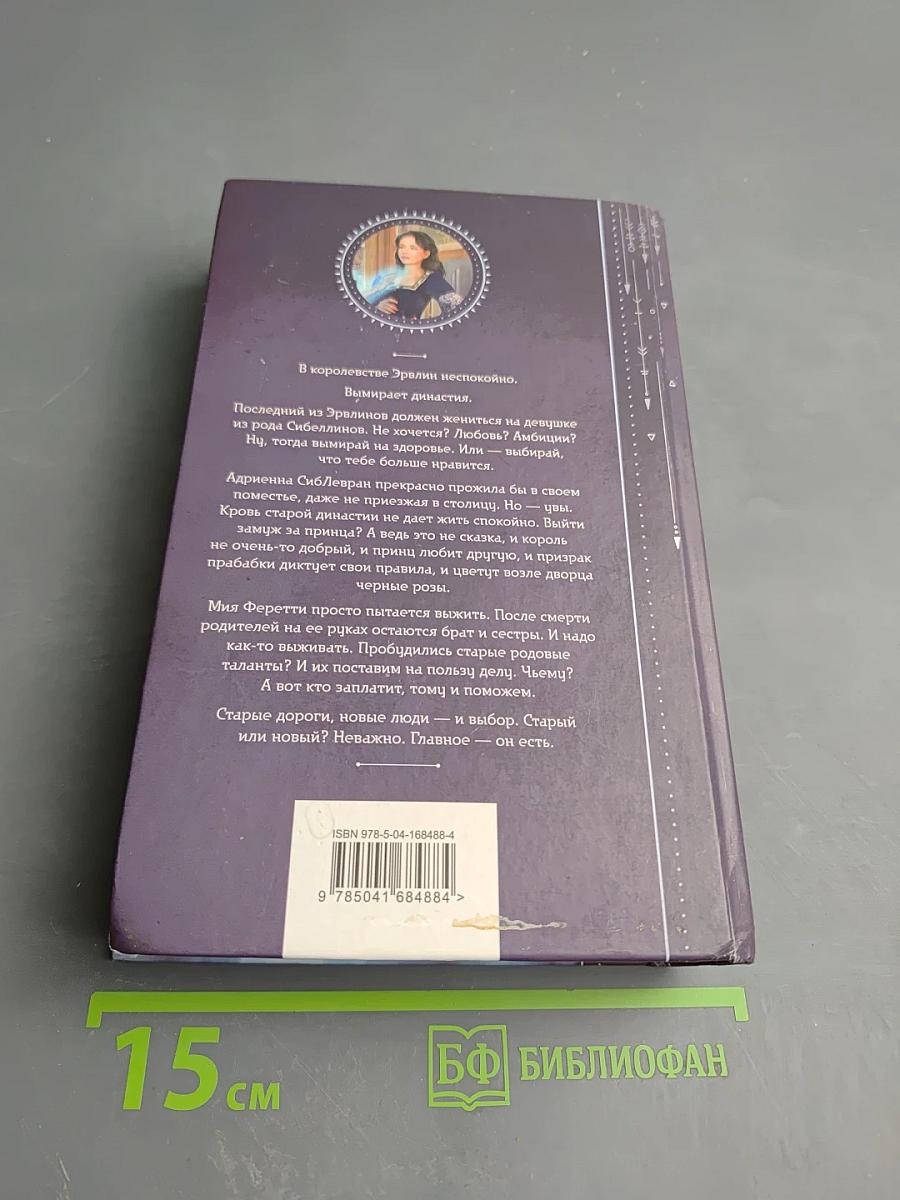 В королевстве Эрвлин неспокойно.
Вымирает династия.
Последний из Эрвлинов должен жениться на девушке
из рода Сибеллинов. Не хочется? Любовь? Амбиции?
Ну, тогда вымирай на здоровье. Или — выбирай,
что тебе больше нравится.
Адриенна СибЛевран прекрасно прожила бы в своем
поместье, даже не приезжая в столицу. Но — увы.
Кровь старой династии не дает жить спокойно. Выйти
замуж за принца? А ведь это не сказка, и король
не очень-то добрый, и принц любит другую, и призрак
прабабки диктует свои правила, и цветут возле дворца
черные розы.
Мия Феретти просто пытается выжить. После смерти
родителей на ее руках остаются брат и сестры. И надо
как-то выживать. Пробудились старые родовые
таланты? И их поставим на пользу делу. Чьему?
А вот кто заплатит, тому и поможем.
Старые дороги, новые люди — и выбор. Старый
или новый? Неважно. Главное — он есть.
ISBN 978-5-04-168488-4
9 785041 684884 >
15 см
БФ БИБЛИОФАН